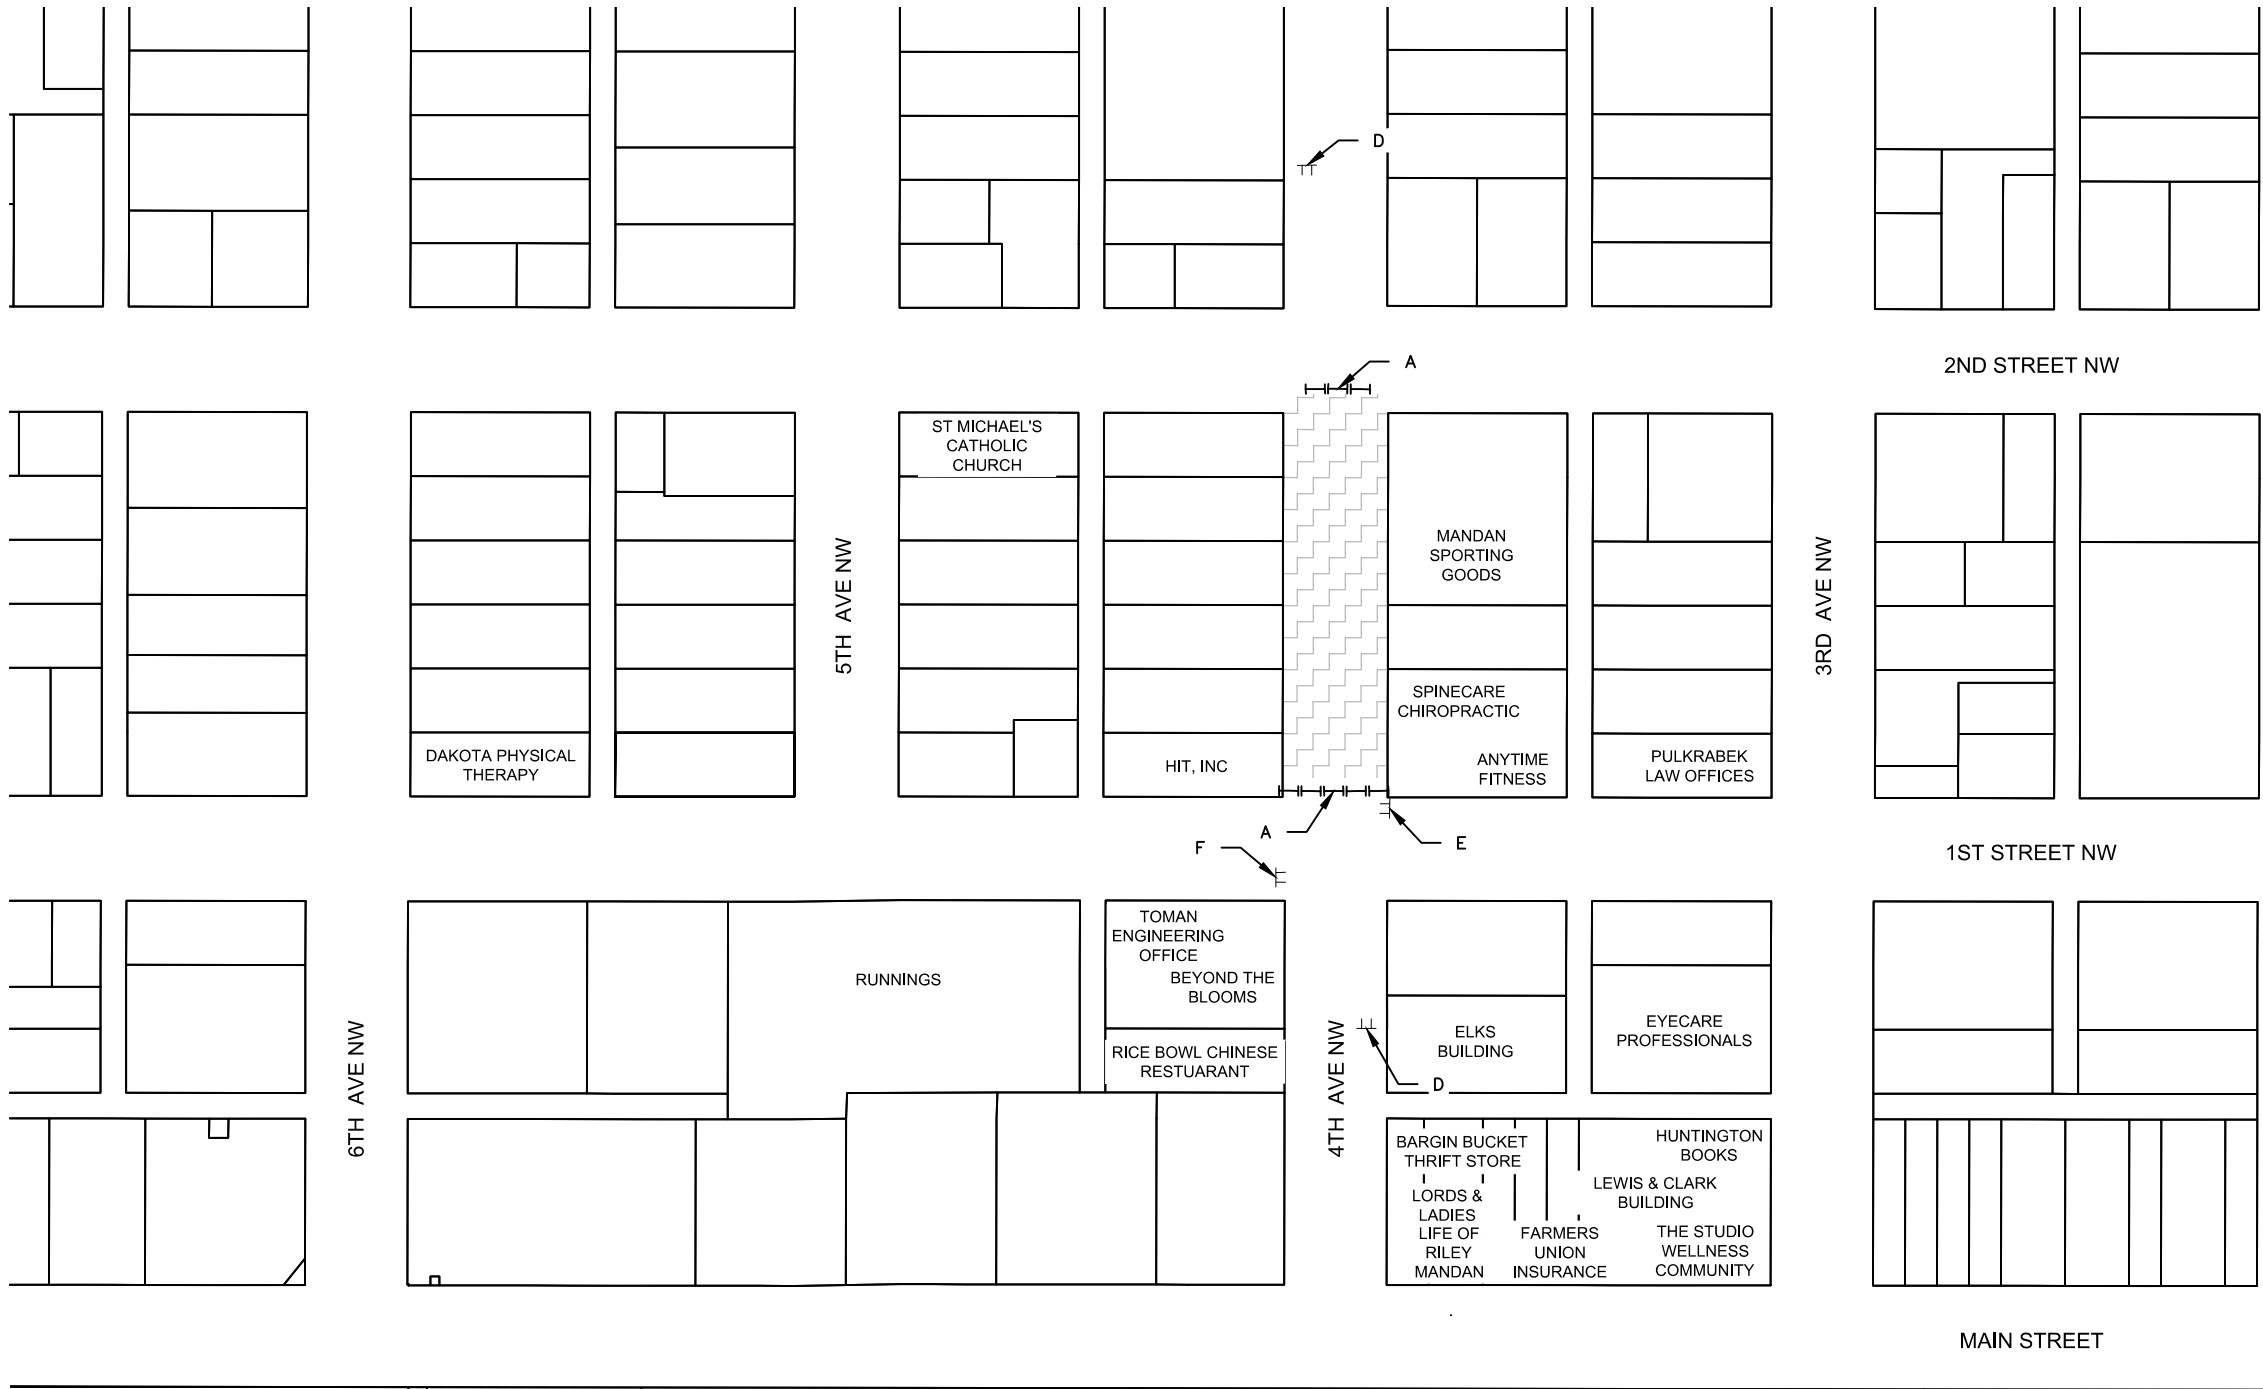 D
A
2ND STREET NW
ST MICHAEL'S
CATHOLIC
CHURCH
MANDAN
SPORTING
GOODS
5TH AVE NW
3RD AVE NW
SPINECARE
CHIROPRACTIC
DAKOTA PHYSICAL
THERAPY
HIT, INC
ANYTIME
FITNESS
PULKRABEK
LAW OFFICES
A
E
F
1ST STREET NW
TOMAN
ENGINEERING
OFFICE
BEYOND THE
BLOOMS
RUNNINGS
6TH AVE NW
4TH AVE NW
ELKS
BUILDING
EYECARE
PROFESSIONALS
RICE BOWL CHINESE
RESTUARANT
D
BARGIN BUCKET
THRIFT STORE
HUNTINGTON
BOOKS
LORDS &
LADIES
LIFE OF
RILEY
MANDAN
LEWIS & CLARK
BUILDING
FARMERS
UNION
INSURANCE
THE STUDIO
WELLNESS
COMMUNITY
MAIN STREET